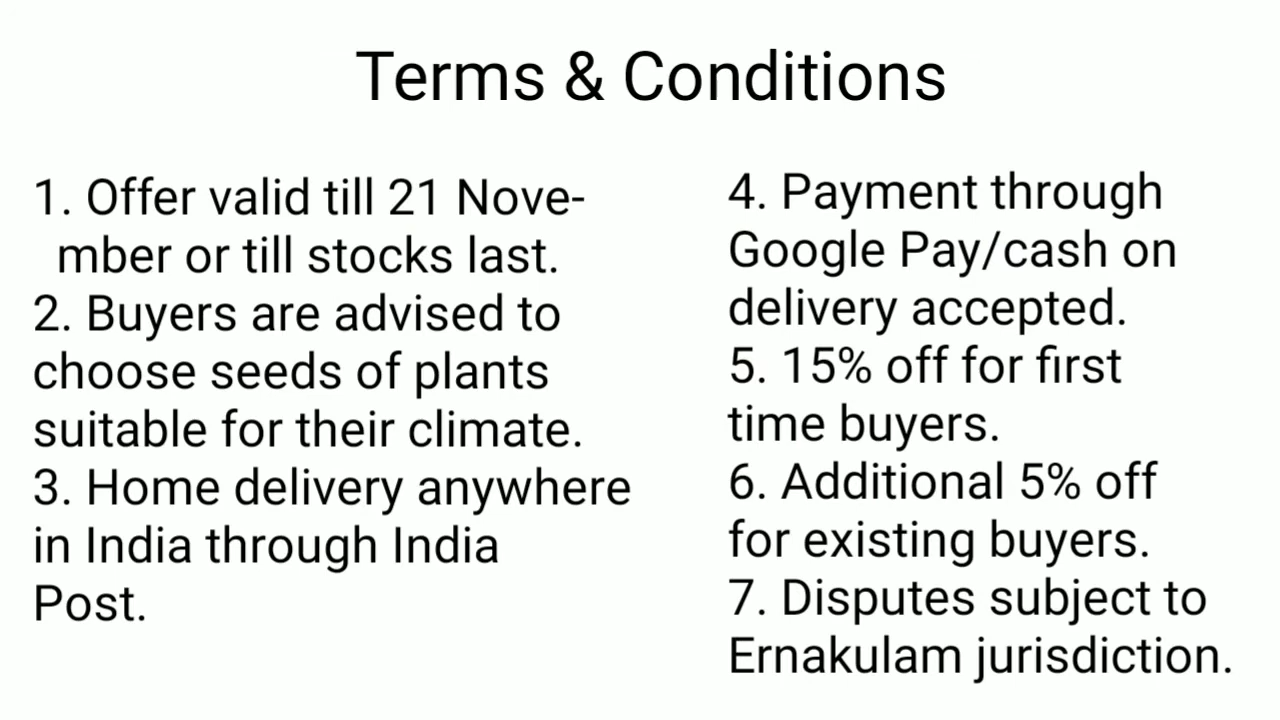 Terms & Conditions
1. Offer valid till 21 Nove-
mber or till stocks last.
2. Buyers are advised to
choose seeds of plants
suitable for their climate.
3. Home delivery anywhere
in India through India
Post.
4. Payment through
Google Pay/cash on
delivery accepted.
5. 15% off for first
time buyers.
6. Additional 5% off
for existing buyers.
7. Disputes subject to
Ernakulam jurisdiction.